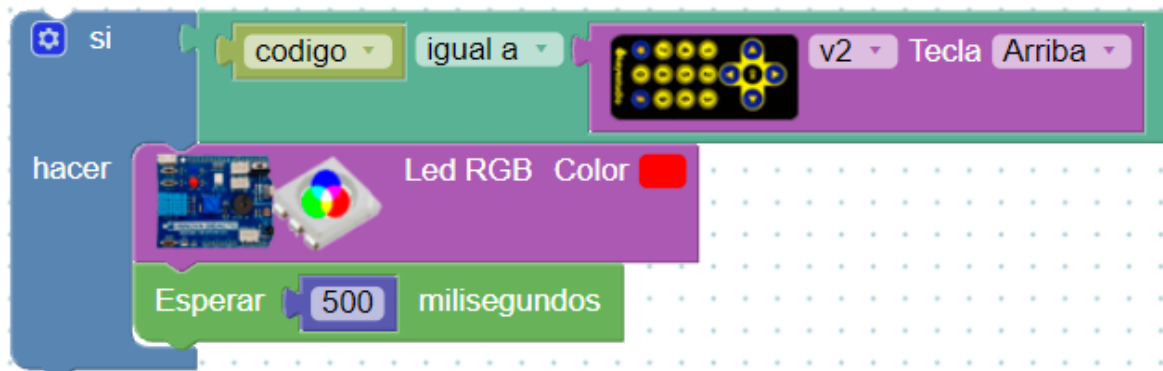 si codigo igual a v2 Tecla Arriba
hacer Led RGB Color
Esperar 500 milisegundos